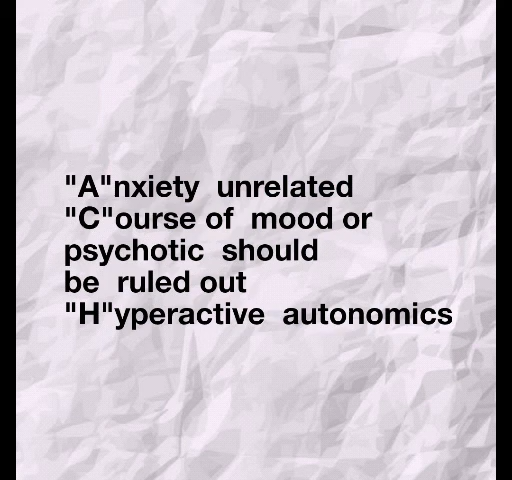 "A"nxiety unrelated
"C"ourse of mood or
psychotic should
be ruled out
"H"yperactive autonomics